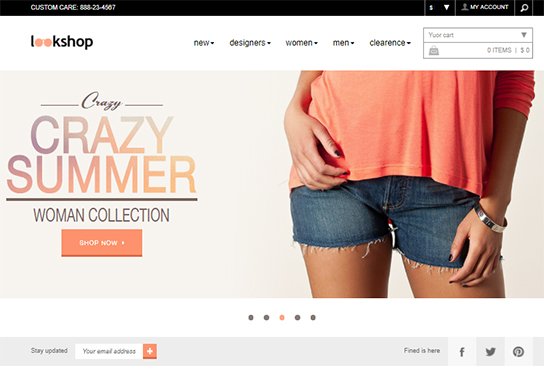 CUSTOM CARE: 888-23-4567 $ ▼ MY ACCOUNT
lookshop
new designers women men clearence
Yuor cart
0 ITEMS | $ 0
Crazy
CRAZY
SUMMER
WOMAN COLLECTION
SHOP NOW
Stay updated Your email address + Fined is here f